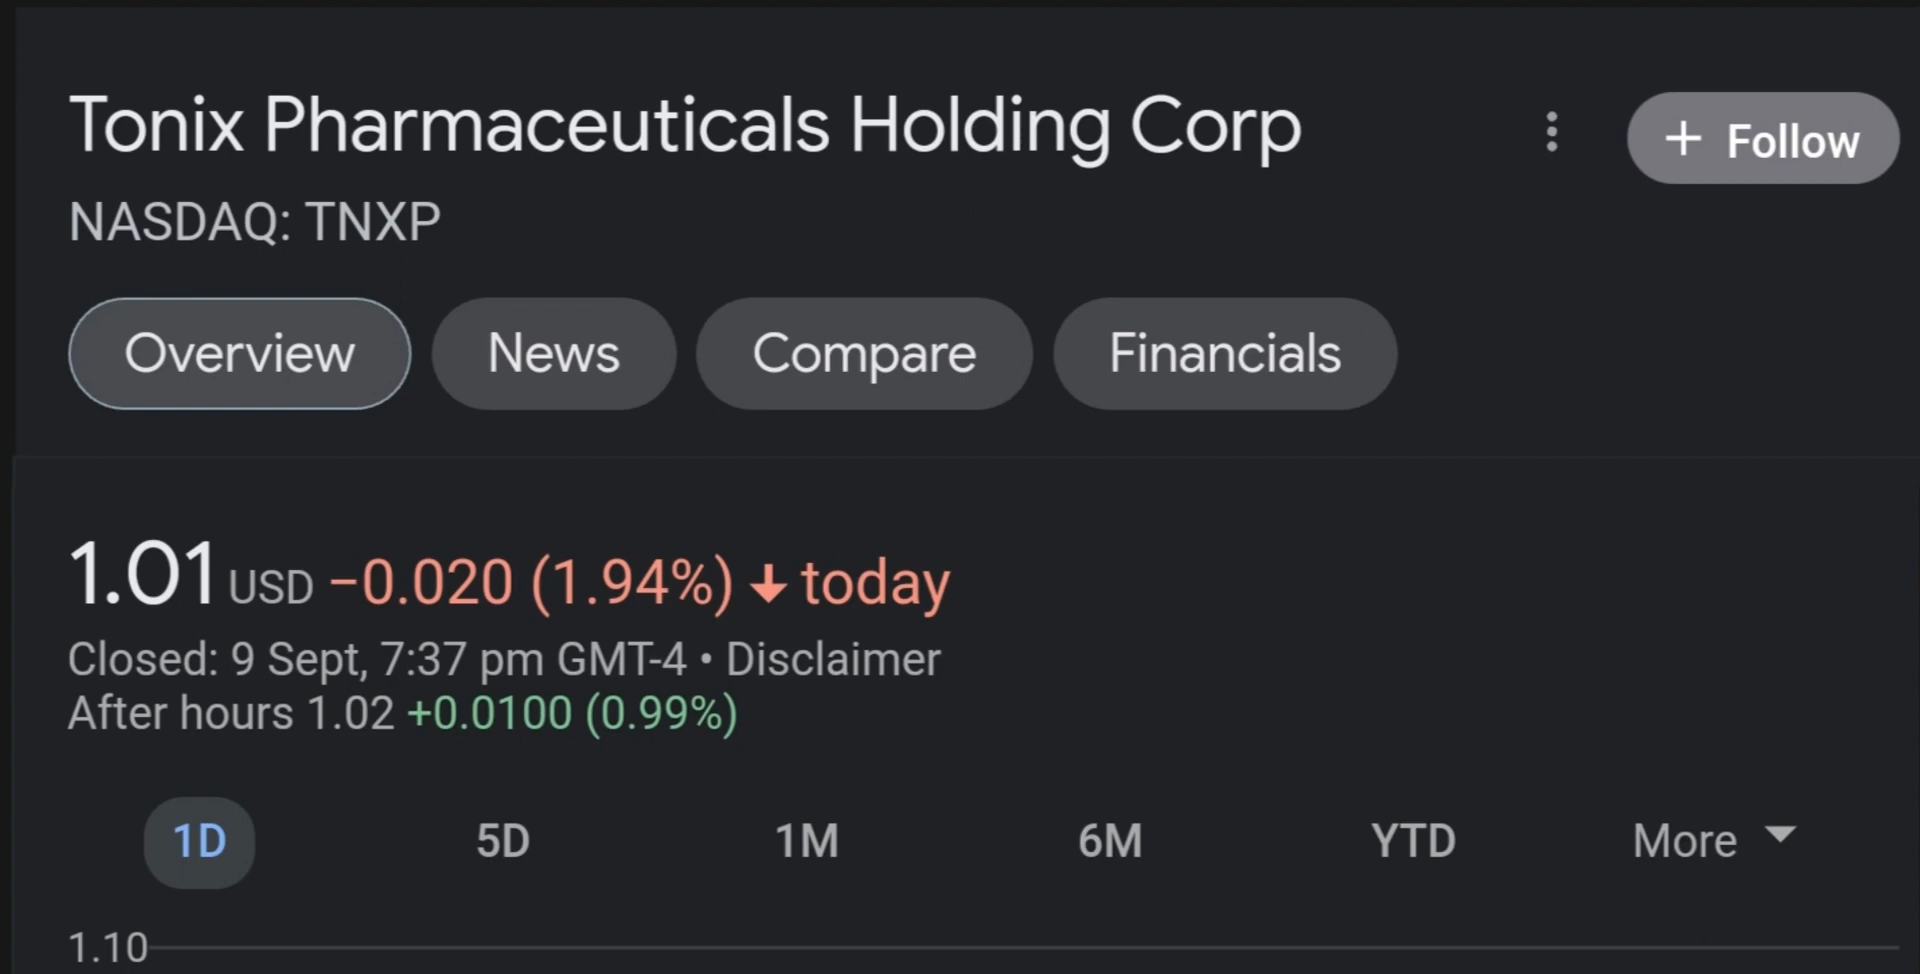 Tonix Pharmaceuticals Holding Corp
+ Follow
NASDAQ: TNXP
Overview News Compare Financials
1.01 USD −0.020 (1.94%) ↓ today
Closed: 9 Sept, 7:37 pm GMT-4 • Disclaimer
After hours 1.02 +0.0100 (0.99%)
1D 5D 1M 6M YTD More
1.10